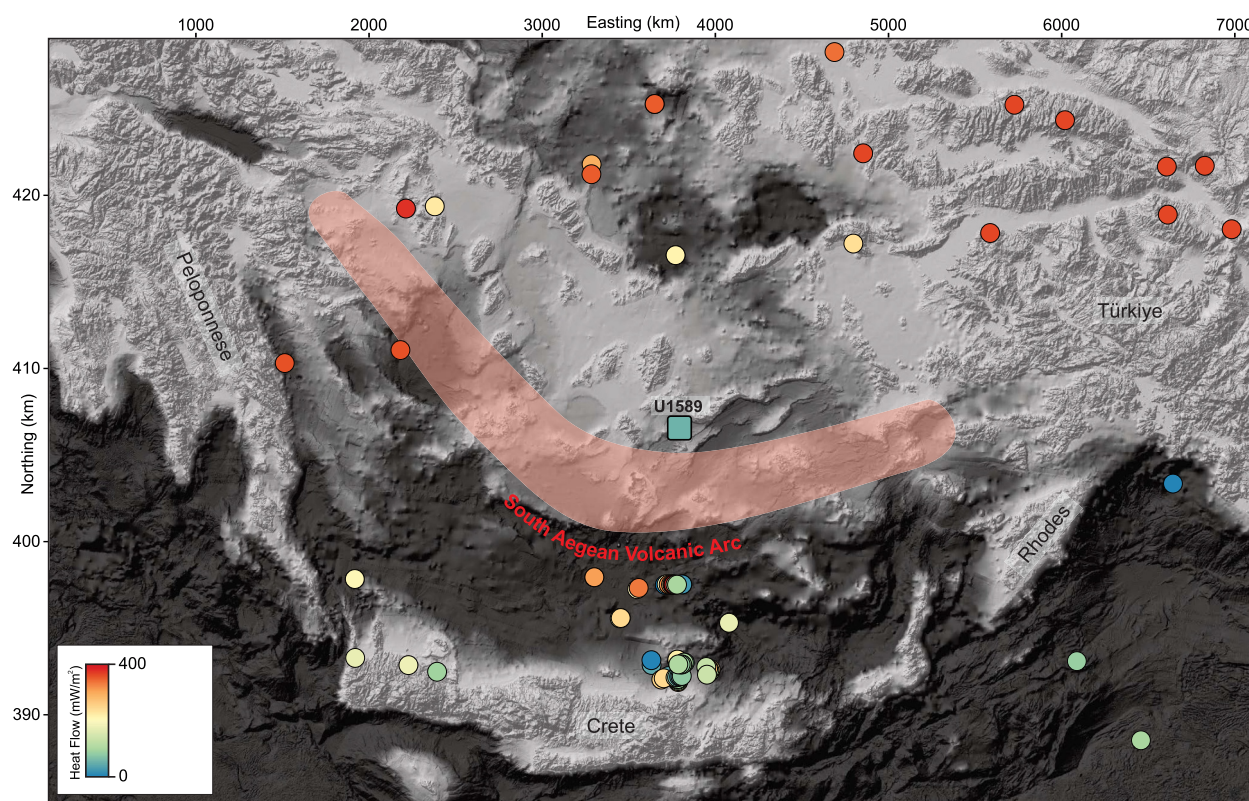 Easting (km)
1000
2000
3000
4000
5000
6000
7000
420
410
400
390
Northing (km)
Peloponnese
Türkiye
U1589
South Aegean Volcanic Arc
Rhodes
Crete
Heat Flow (mW/m²)
400
0